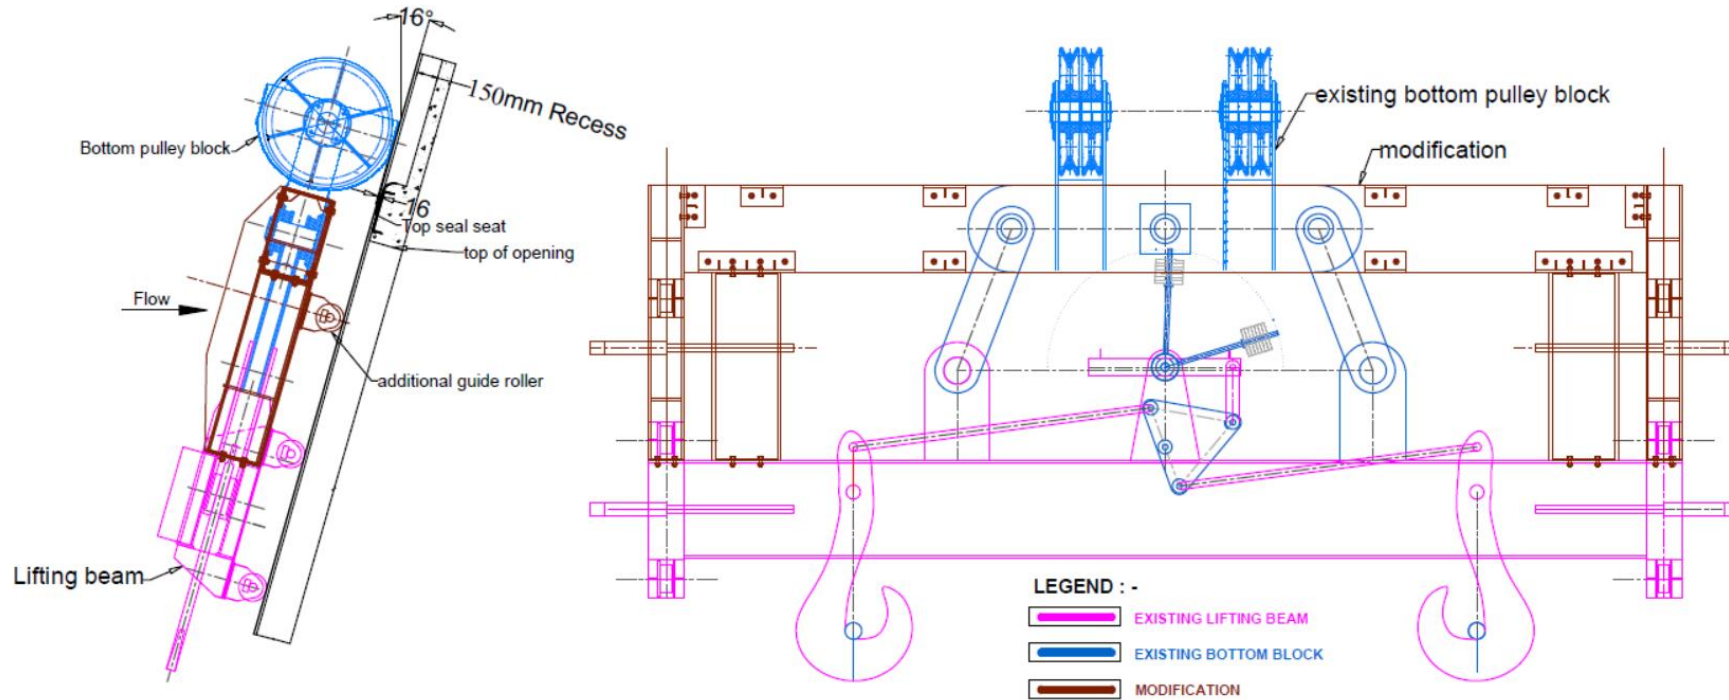 16°
150mm Recess
Bottom pulley block
16
Top seal seat
top of opening
Flow
additional guide roller
Lifting beam
existing bottom pulley block
modification
LEGEND : -
EXISTING LIFTING BEAM
EXISTING BOTTOM BLOCK
MODIFICATION